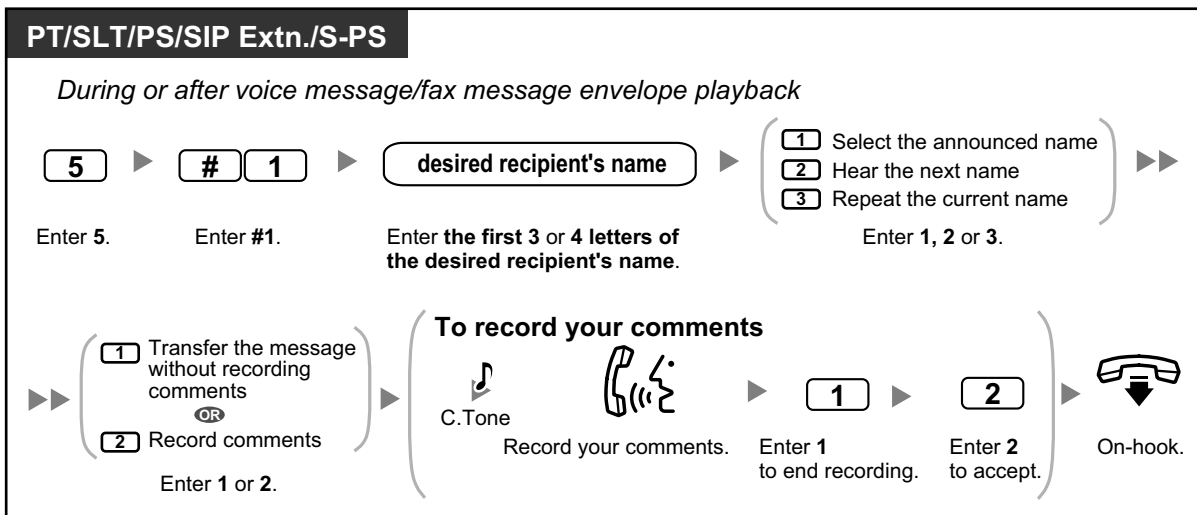 PT/SLT/PS/SIP Extn./S-PS
During or after voice message/fax message envelope playback
5
# 1
desired recipient's name
1 Select the announced name
2 Hear the next name
3 Repeat the current name
Enter 5.
Enter #1.
Enter the first 3 or 4 letters of
the desired recipient's name.
Enter 1, 2 or 3.
1 Transfer the message
without recording
comments
OR
2 Record comments
Enter 1 or 2.
To record your comments
C.Tone
Record your comments.
1
Enter 1
to end recording.
2
Enter 2
to accept.
On-hook.